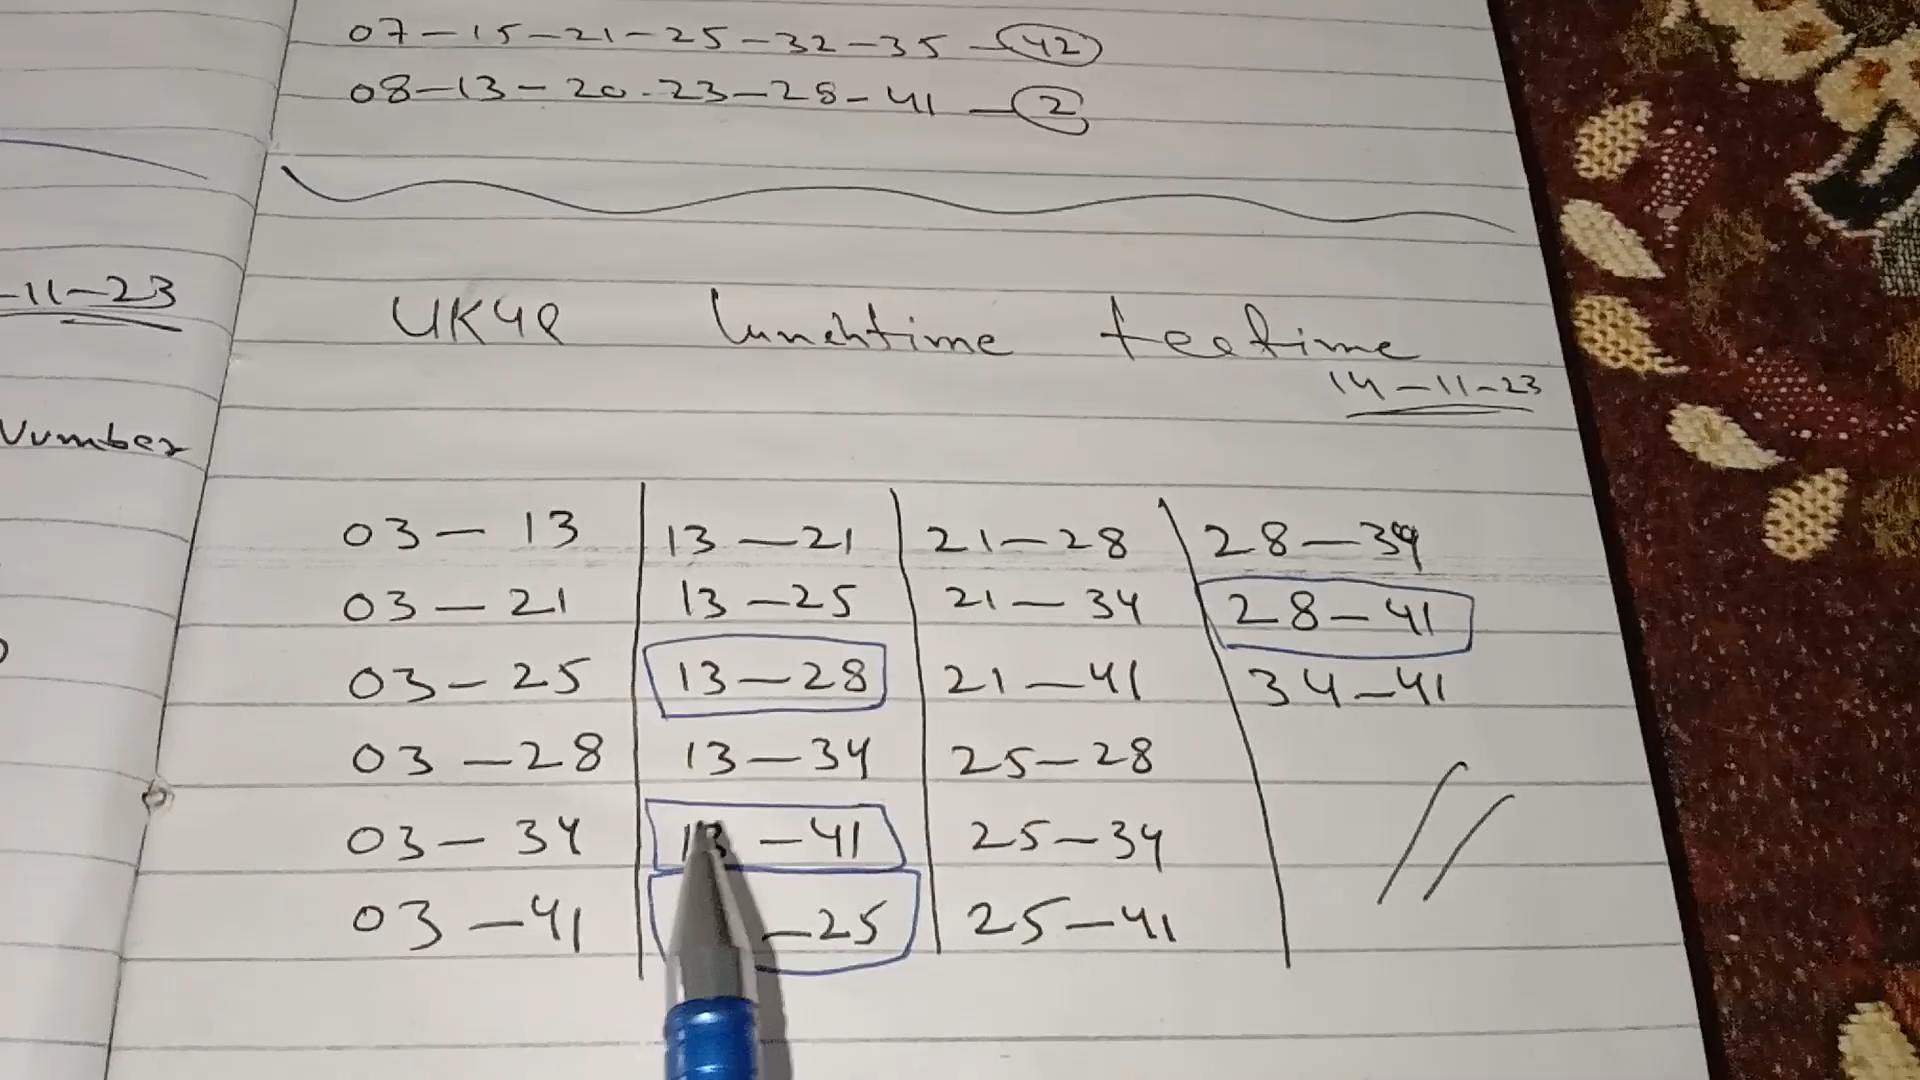 07-15-21-25-32-35-42
08-13-20-23-28-41-2
-11-23
UK49 lunchtime teetime
14-11-23
Number
03-13 13-21 21-28 28-34
03-21 13-25 21-34 28-41
03-25 13-28 21-41 34-41
03-28 13-34 25-28
03-34 13-41 25-34
03-41 -25 25-41